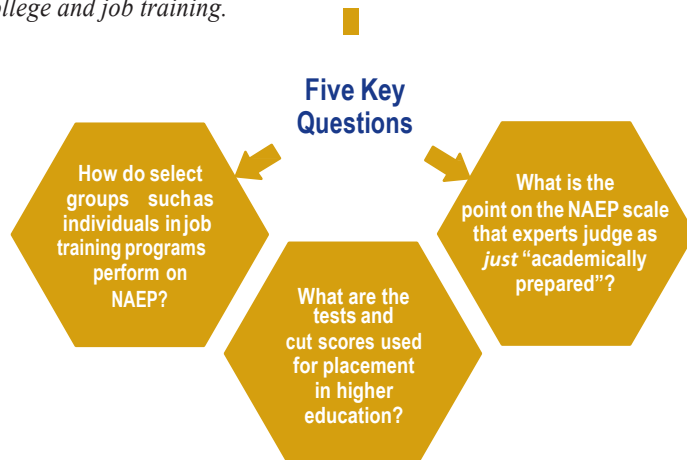 ollege and job training.
Five Key
Questions
How do select
groups such as
individuals in job
training programs
perform on
NAEP?
What are the
tests and
cut scores used
for placement
in higher
education?
What is the
point on the NAEP scale
that experts judge as
just “academically
prepared”?